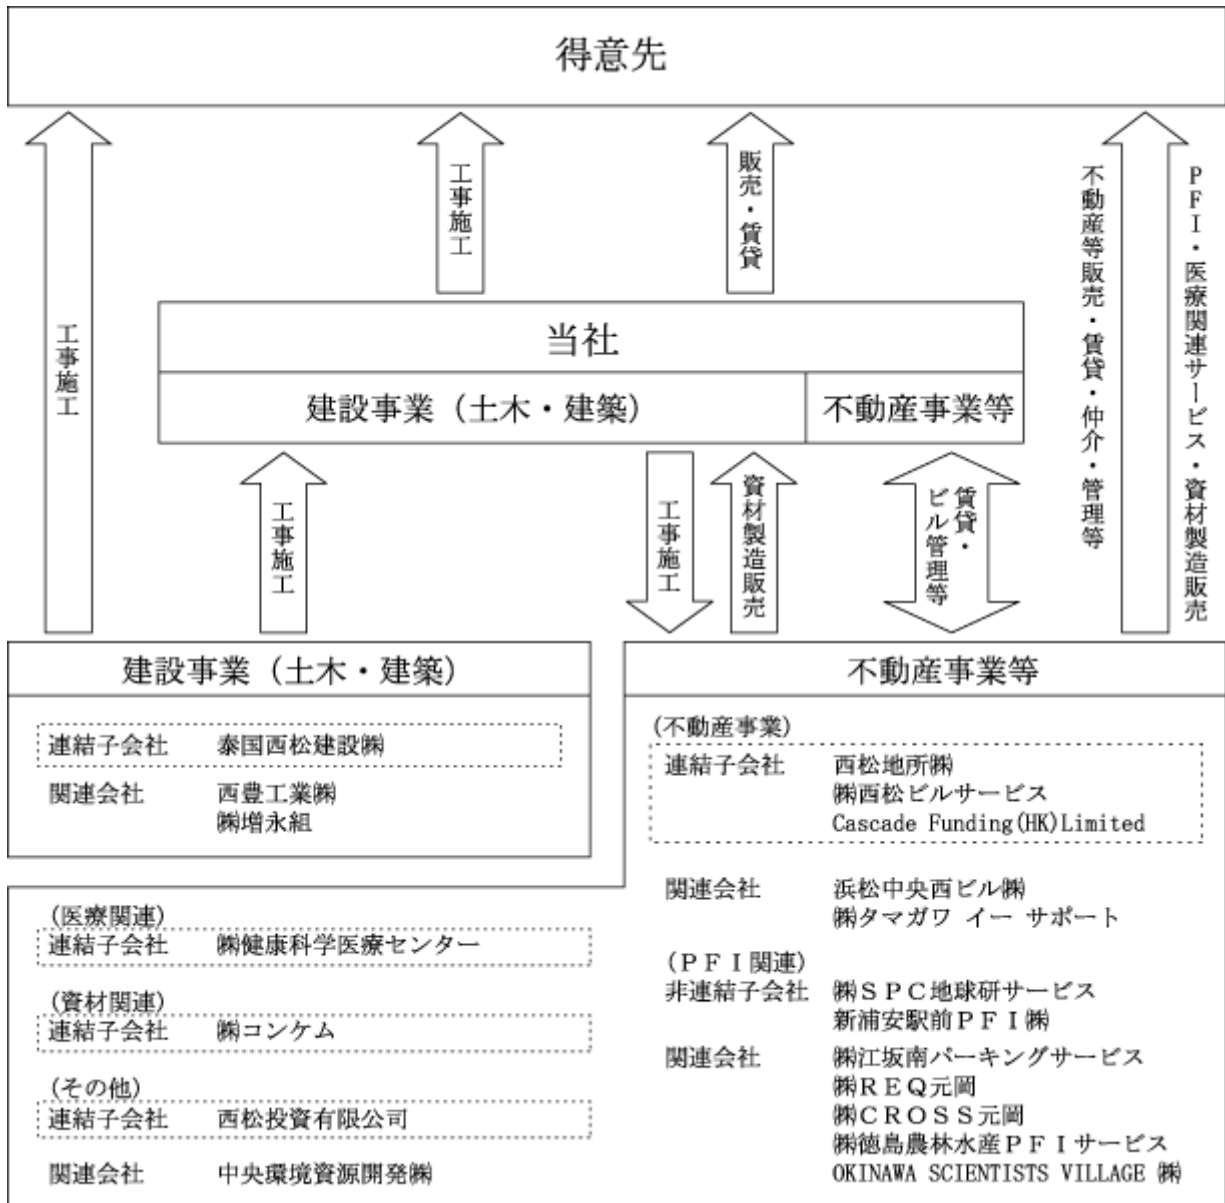 得意先
工事施工
工事施工
販売・賃貸
不動産等販売・賃貸・仲介・管理等
PFI・医療関連サービス・資材製造販売
当社
建設事業（土木・建築）
不動産事業等
工事施工
工事施工
資材製造販売
賃貸・
ビル管理等
建設事業（土木・建築）
連結子会社　泰国西松建設㈱
関連会社　西豊工業㈱
㈱増永組
不動産事業等
(不動産事業)
連結子会社　西松地所㈱
㈱西松ビルサービス
Cascade Funding(HK)Limited
関連会社　浜松中央西ビル㈱
㈱タマガワ イー サポート
(ＰＦＩ関連)
非連結子会社　㈱ＳＰＣ地球研サービス
新浦安駅前ＰＦＩ㈱
関連会社　㈱江坂南パーキングサービス
㈱ＲＥＱ元岡
㈱ＣＲＯＳＳ元岡
㈱徳島農林水産ＰＦＩサービス
OKINAWA SCIENTISTS VILLAGE ㈱
(医療関連)
連結子会社　㈱健康科学医療センター
(資材関連)
連結子会社　㈱コンケム
(その他)
連結子会社　西松投資有限公司
関連会社　中央環境資源開発㈱